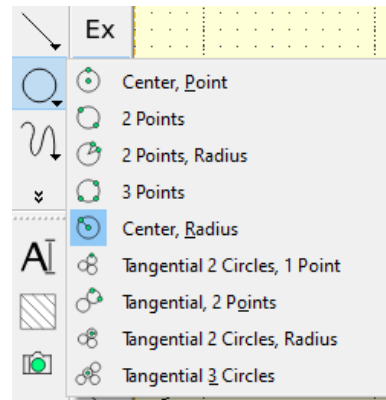 Ex
Center, Point
2 Points
2 Points, Radius
3 Points
Center, Radius
Tangential 2 Circles, 1 Point
Tangential, 2 Points
Tangential 2 Circles, Radius
Tangential 3 Circles
A